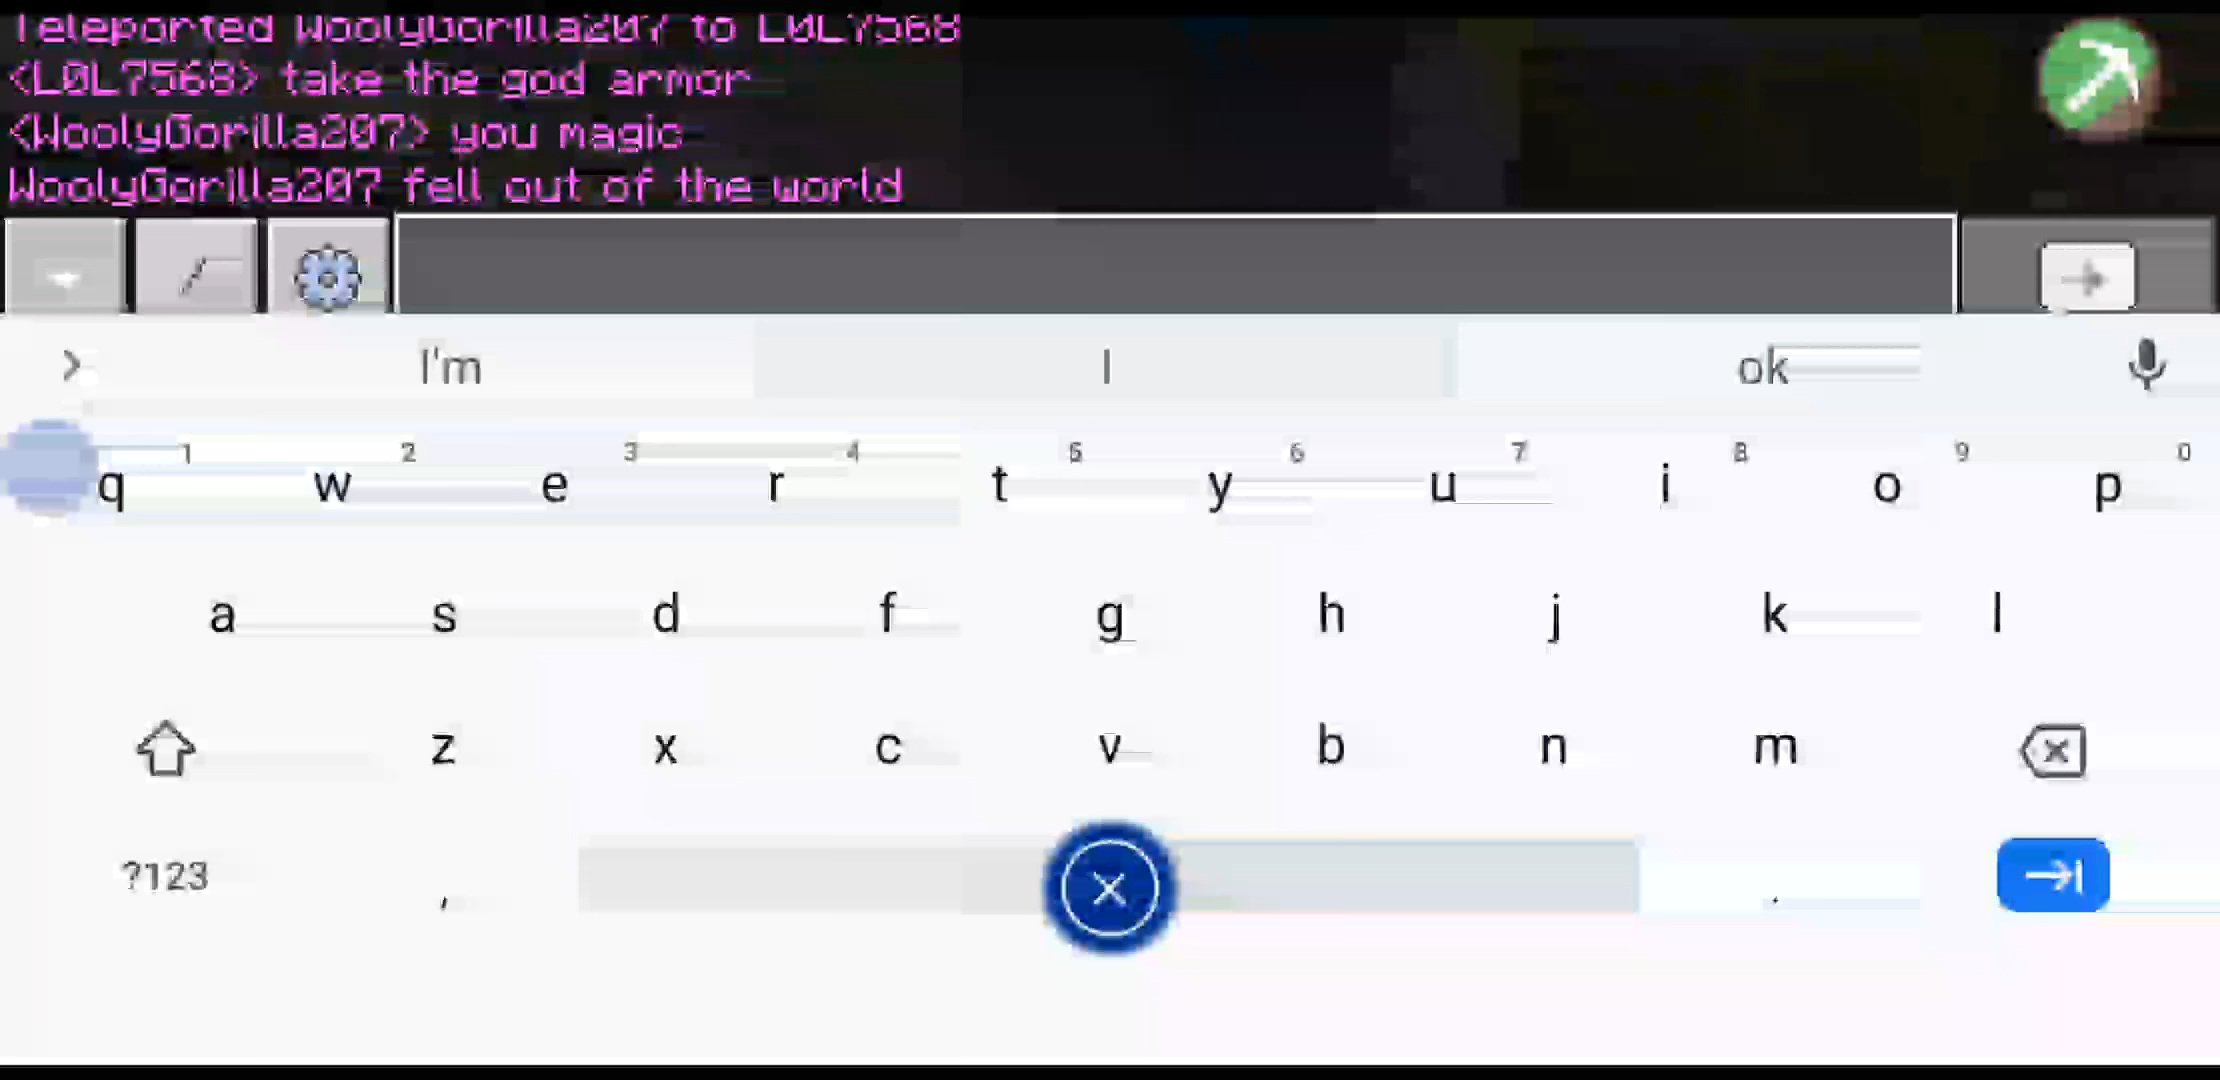 Teleported WoolyGorilla207 to L0L7568
<L0L7568> take the god armor
<WoolyGorilla207> you magic
WoolyGorilla207 fell out of the world
/
I'm I ok
1 2 3 4 5 6 7 8 9 0
q w e r t y u i o p
a s d f g h j k l
z x c v b n m
?123 , .